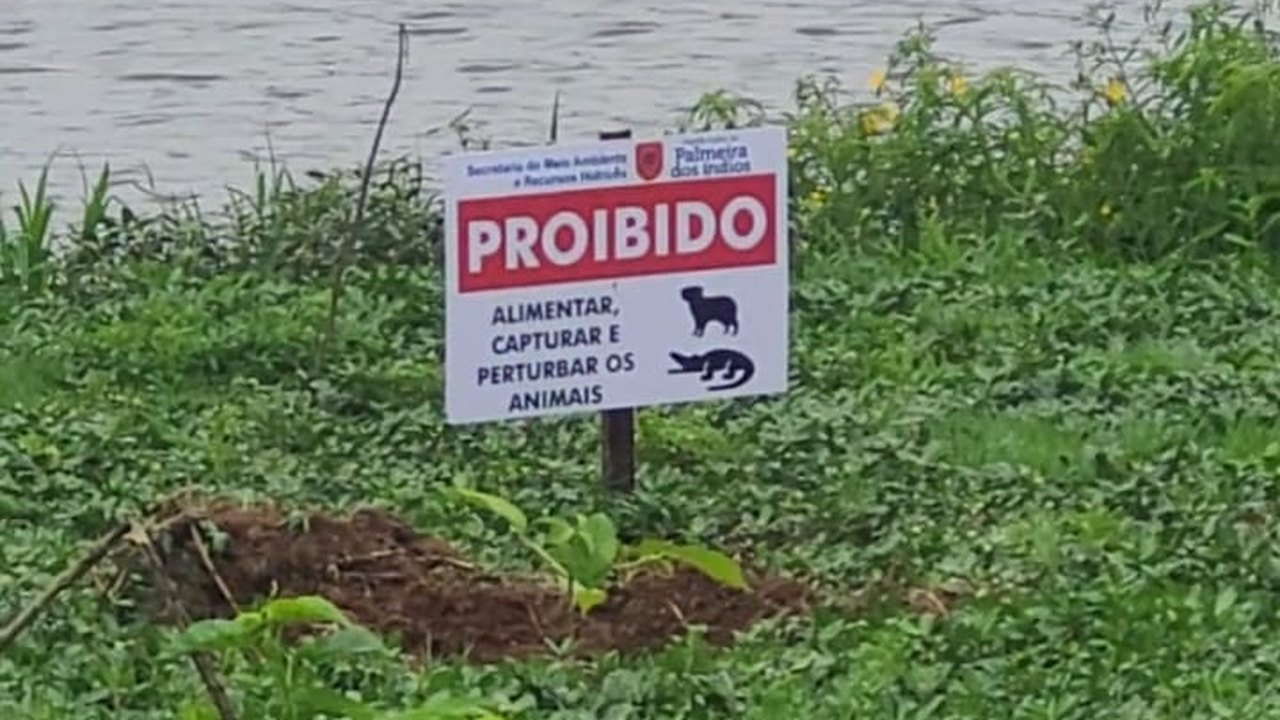 Secretaria do Meio Ambiente
e Recursos Hídricos
Palmeira
dos Índios
PROIBIDO
ALIMENTAR,
CAPTURAR E
PERTURBAR OS
ANIMAIS